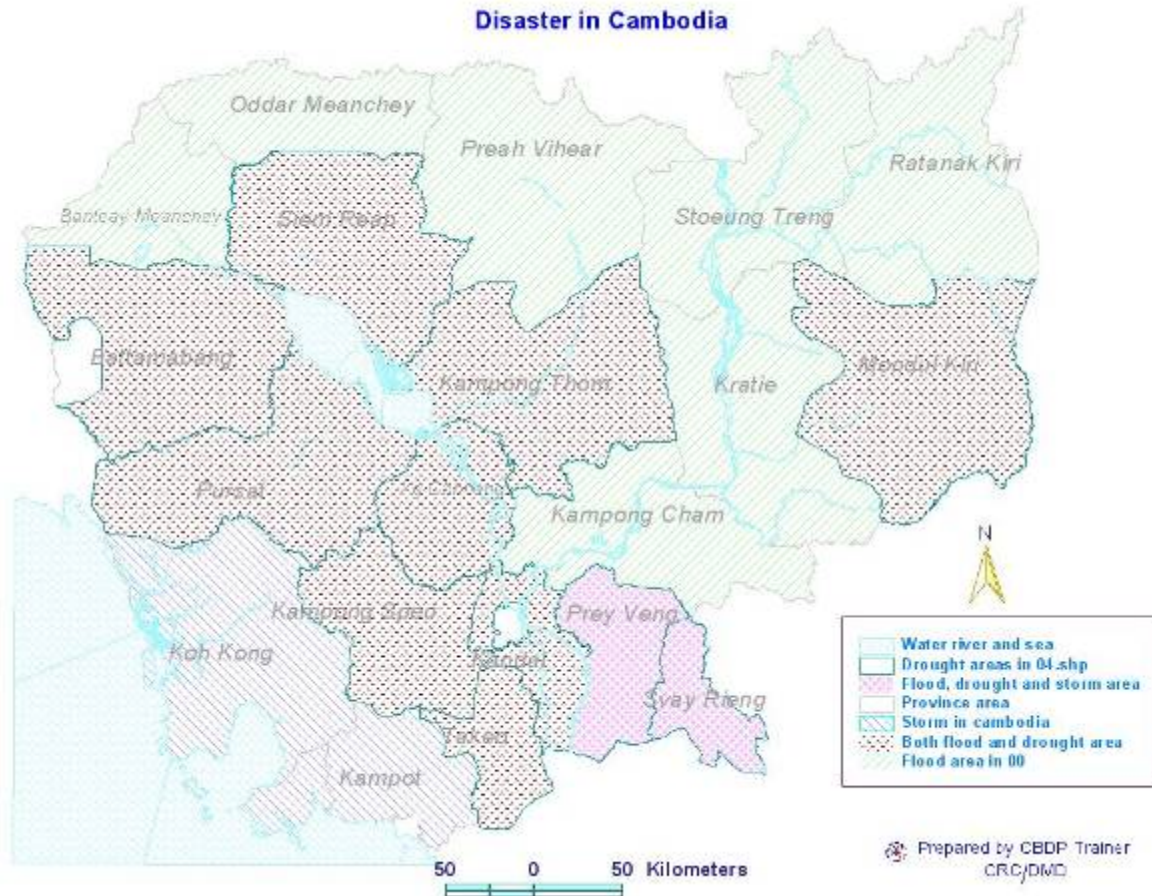 Disaster in Cambodia
Oddar Meanchey
Preah Vihear
Ratanak Kiri
Banteay Meanchey
Siem Reap
Stoeung Treng
Battamabang
Kampong Thom
Kratie
Mondul Kiri
Pursat
Kampong Cham
N
Kampong Speo
Prey Veng
Koh Kong
Kandal
Svay Rieng
Takeo
Kampot
Water river and sea
Drought areas in 04.shp
Flood, drought and storm area
Province area
Storm in cambodia
Both flood and drought area
Flood area in 00
50 0 50 Kilometers
Prepared by CBDP Trainer
CRC/DMD